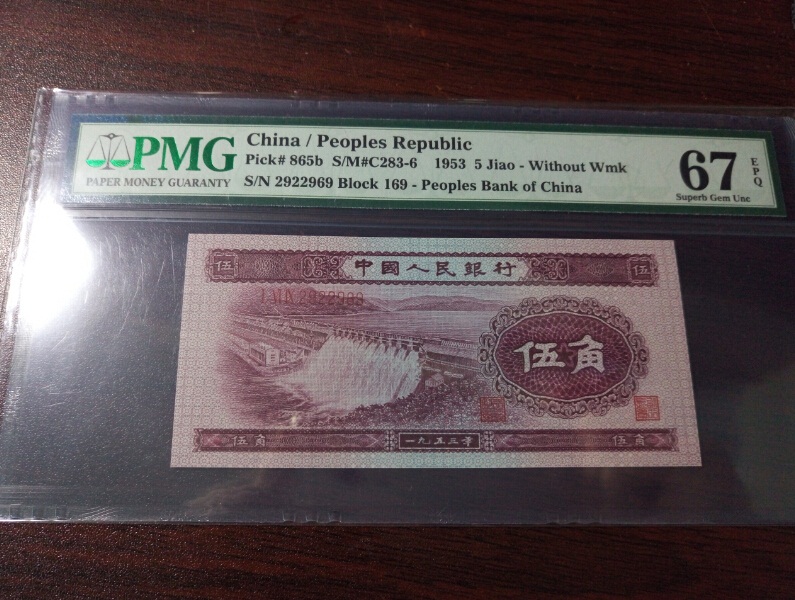 PMG
PAPER MONEY GUARANTY
China / Peoples Republic
Pick# 865b S/M#C283-6 1953 5 Jiao - Without Wmk
S/N 2922969 Block 169 - Peoples Bank of China
67
EPQ
Superb Gem Unc
伍 中國人民銀行 伍
I VI IX
伍角
伍角 一九五三年 伍角